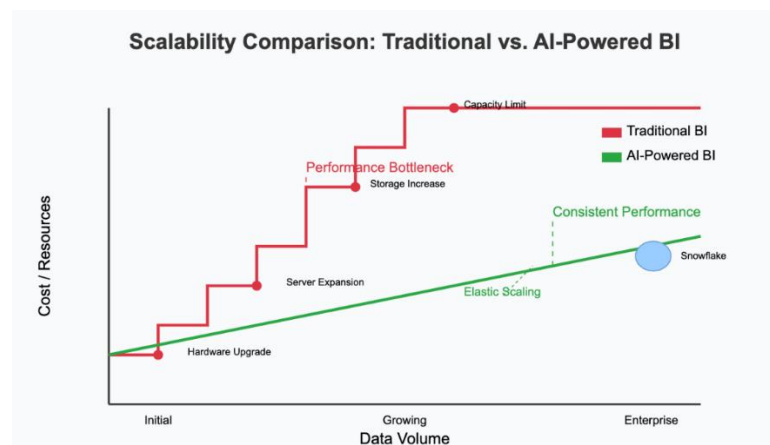 Scalability Comparison: Traditional vs. AI-Powered BI
Capacity Limit
Traditional BI
AI-Powered BI
Performance Bottleneck
Storage Increase
Consistent Performance
Snowflake
Server Expansion
Elastic Scaling
Hardware Upgrade
Cost / Resources
Initial
Growing
Enterprise
Data Volume